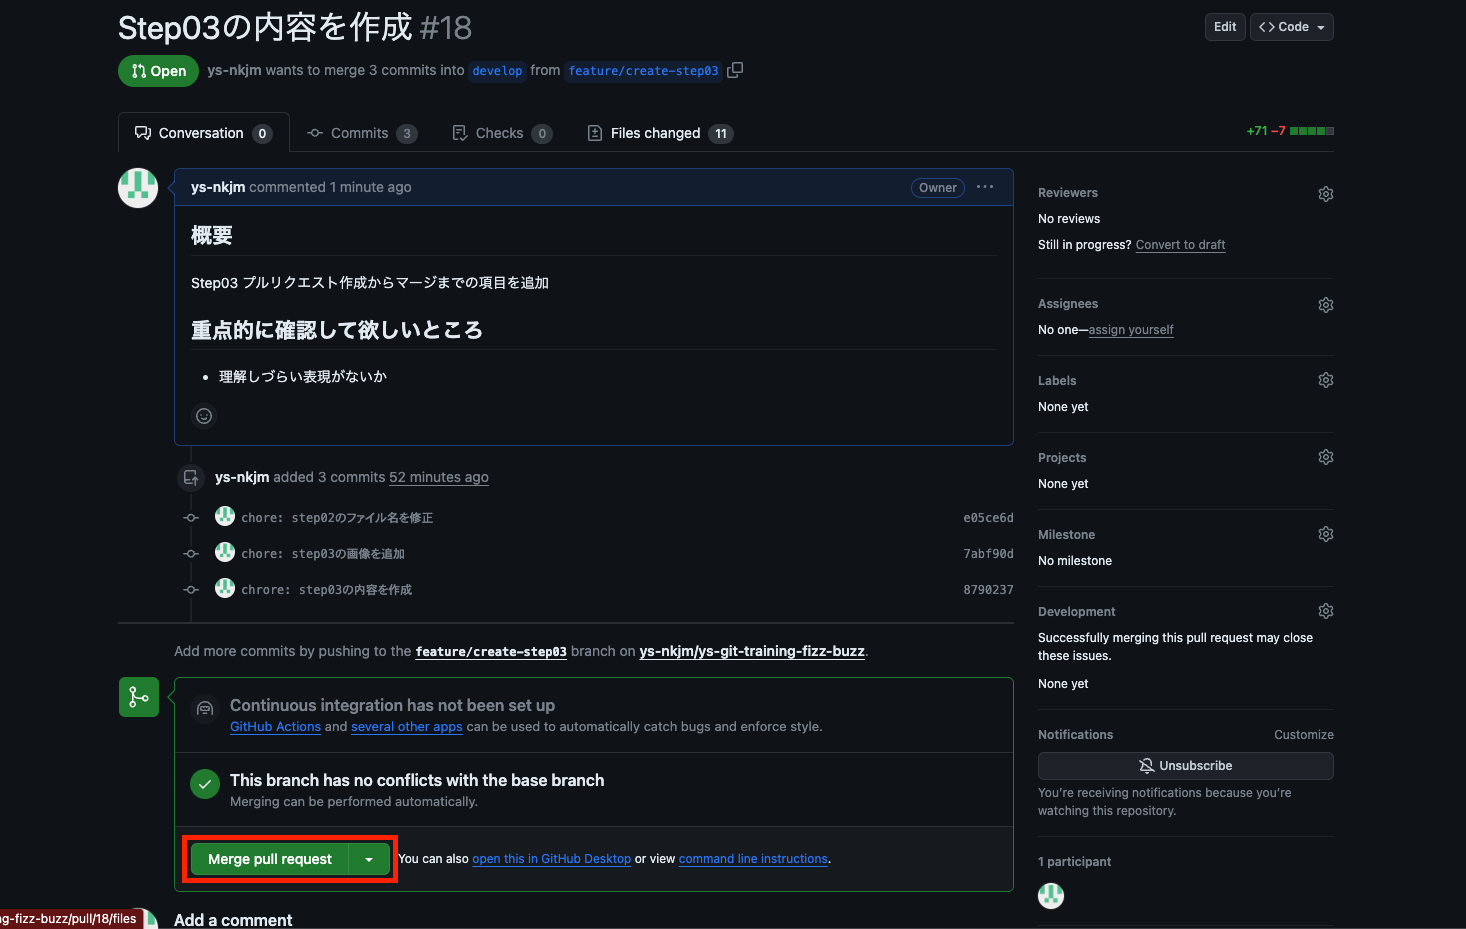 Step03の内容を作成 #18
Edit
Code
Open
ys-nkjm wants to merge 3 commits into develop from feature/create-step03
Conversation 0
Commits 3
Checks 0
Files changed 11
+71 −7
ys-nkjm commented 1 minute ago
Owner
概要
Step03 プルリクエスト作成からマージまでの項目を追加
重点的に確認して欲しいところ
理解しづらい表現がないか
ys-nkjm added 3 commits 52 minutes ago
chore: step02のファイル名を修正 e05ce6d
chore: step03の画像を追加 7abf90d
chrore: step03の内容を作成 8790237
Add more commits by pushing to the feature/create-step03 branch on ys-nkjm/ys-git-training-fizz-buzz.
Continuous integration has not been set up
GitHub Actions and several other apps can be used to automatically catch bugs and enforce style.
This branch has no conflicts with the base branch
Merging can be performed automatically.
Merge pull request
You can also open this in GitHub Desktop or view command line instructions.
Add a comment
ng-fizz-buzz/pull/18/files
Reviewers
No reviews
Still in progress? Convert to draft
Assignees
No one—assign yourself
Labels
None yet
Projects
None yet
Milestone
No milestone
Development
Successfully merging this pull request may close
these issues.
None yet
Notifications
Customize
Unsubscribe
You're receiving notifications because you're
watching this repository.
1 participant